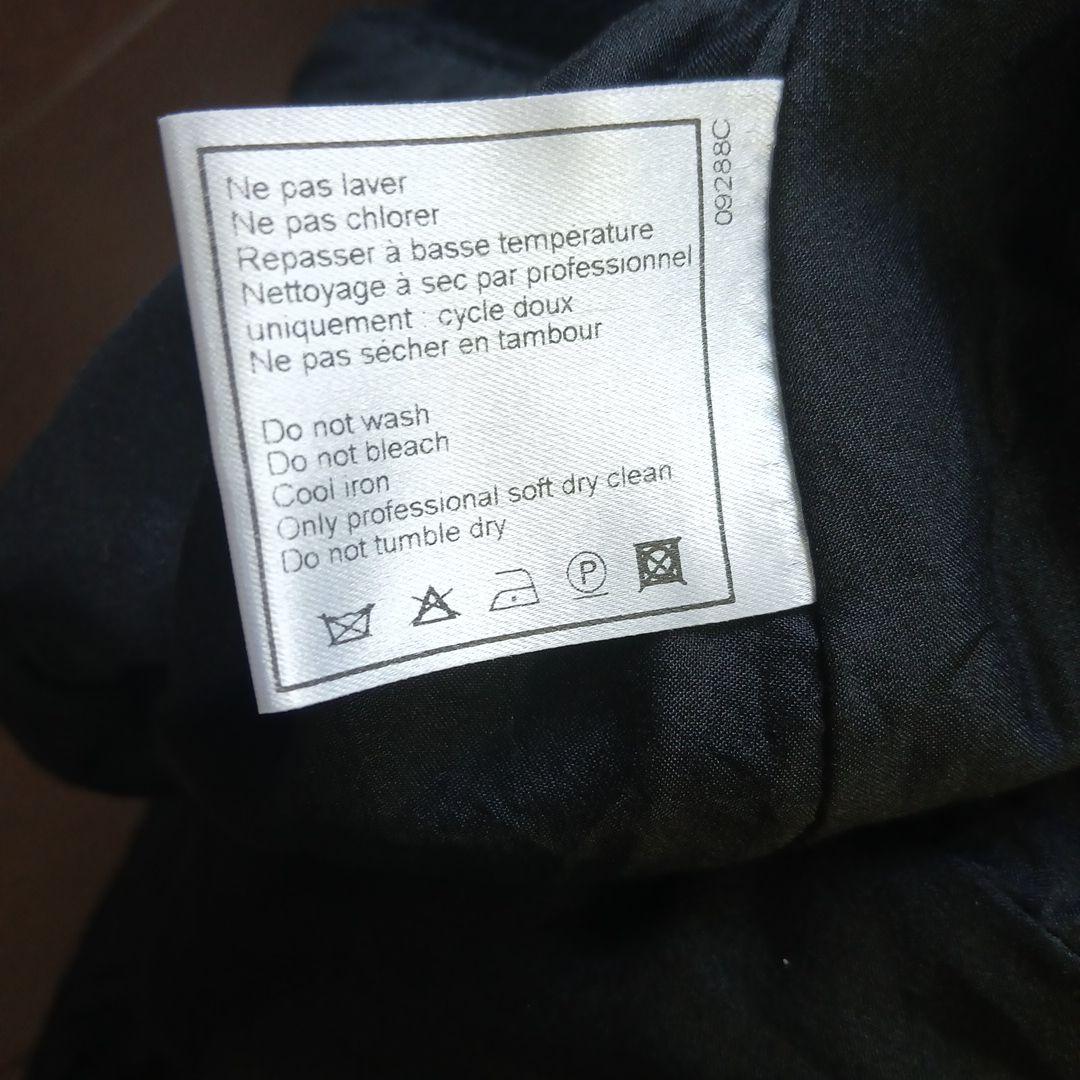 Ne pas laver
Ne pas chlorer
Repasser à basse température
Nettoyage à sec par professionnel
uniquement : cycle doux
Ne pas sécher en tambour
Do not wash
Do not bleach
Cool iron
Only professional soft dry clean
Do not tumble dry
P
09288C